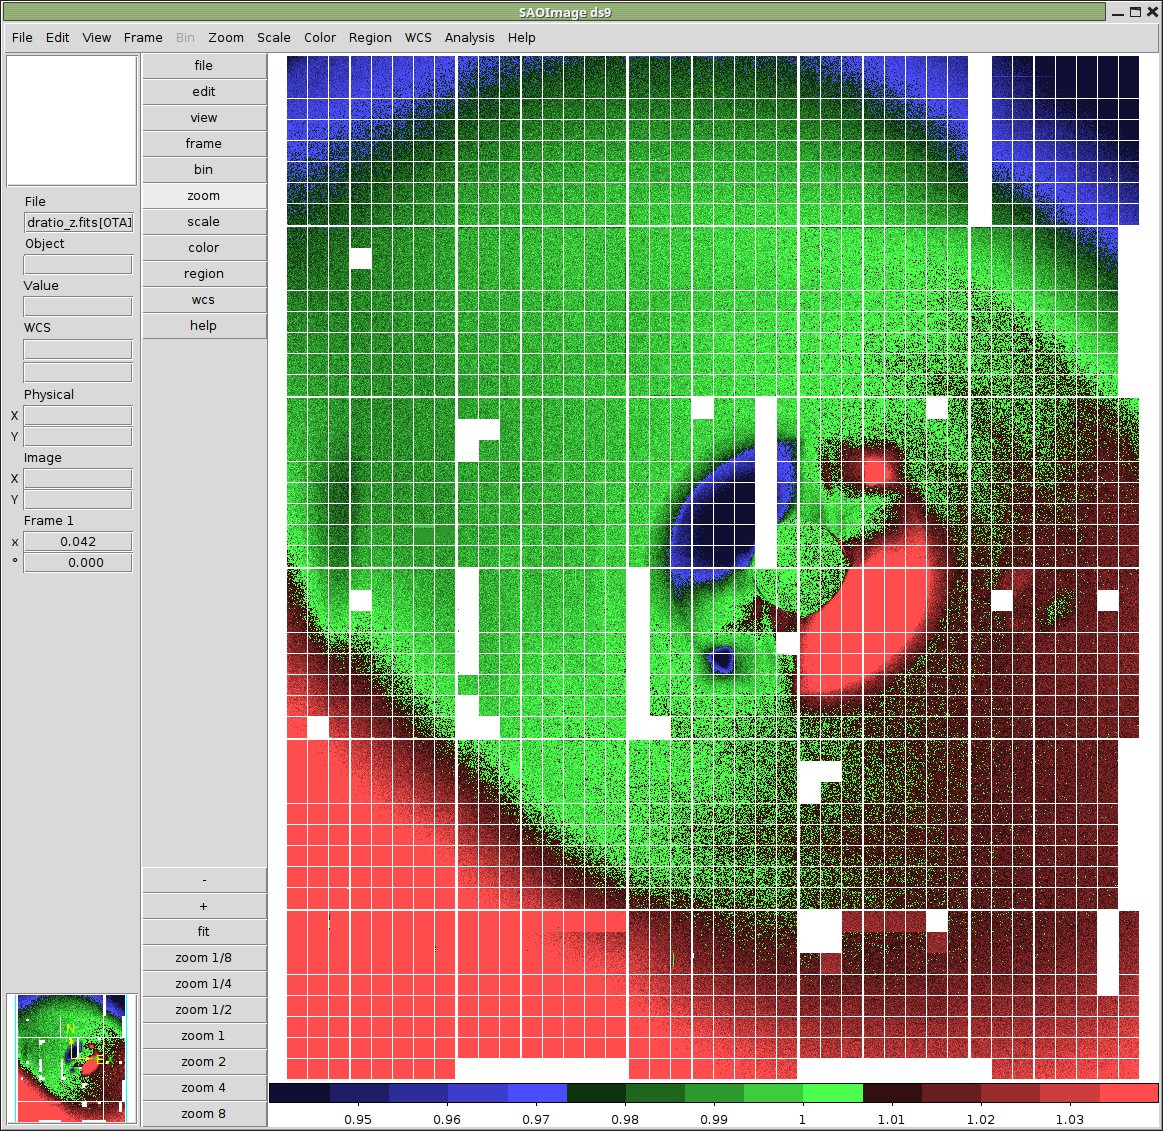 SAOImage ds9
File Edit View Frame Bin Zoom Scale Color Region WCS Analysis Help
file
edit
view
frame
bin
zoom
scale
color
region
wcs
help
File
dratio_z.fits[OTA]
Object
Value
WCS
Physical
X
Y
Image
X
Y
Frame 1
x 0.042
° 0.000
-
+
fit
zoom 1/8
zoom 1/4
zoom 1/2
zoom 1
zoom 2
zoom 4
zoom 8
N
E
0.95 0.96 0.97 0.98 0.99 1 1.01 1.02 1.03